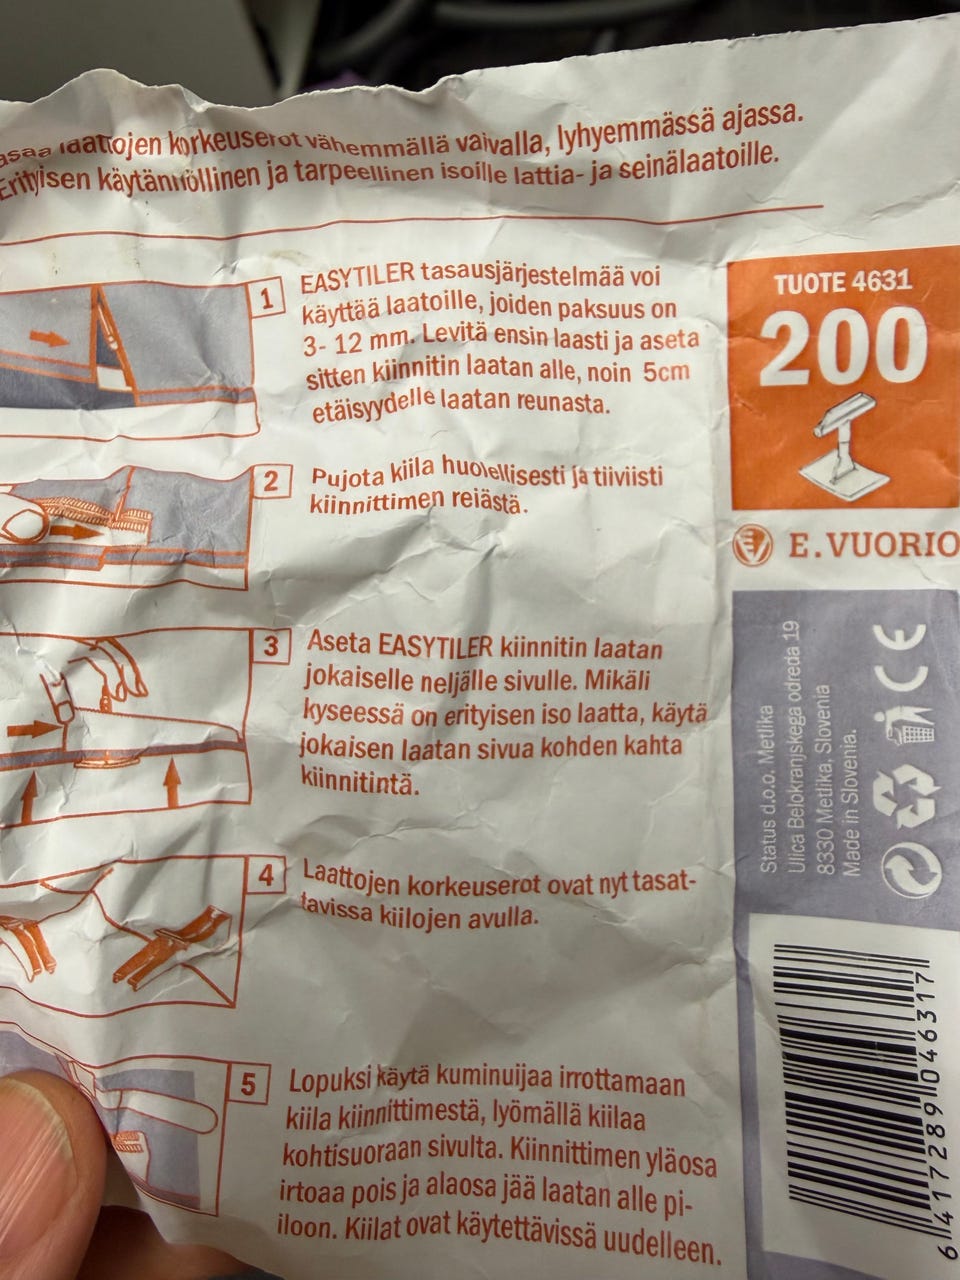 asaa laattojen korkeuserot vähemmällä vaivalla, lyhyemmässä ajassa.
Erityisen käytännöllinen ja tarpeellinen isoille lattia- ja seinälaatoille.
1
EASYTILER tasausjärjestelmää voi
käyttää laatoille, joiden paksuus on
3- 12 mm. Levitä ensin laasti ja aseta
sitten kiinnitin laatan alle, noin 5cm
etäisyydelle laatan reunasta.
2
Pujota kiila huolellisesti ja tiiviisti
kiinnittimen reiästä.
3
Aseta EASYTILER kiinnitin laatan
jokaiselle neljälle sivulle. Mikäli
kyseessä on erityisen iso laatta, käytä
jokaisen laatan sivua kohden kahta
kiinnitintä.
4
Laattojen korkeuserot ovat nyt tasat-
tavissa kiilojen avulla.
5
Lopuksi käytä kuminuijaa irrottamaan
kiila kiinnittimestä, lyömällä kiilaa
kohtisuoraan sivulta. Kiinnittimen yläosa
irtoaa pois ja alaosa jää laatan alle pi-
iloon. Kiilat ovat käytettävissä uudelleen.
TUOTE 4631
200
E.VUORIO
Status d.o.o. Metlika
Ulica Belokranjskega odreda 19
8330 Metlika, Slovenia
Made in Slovenia.
CE
6 417289 046317